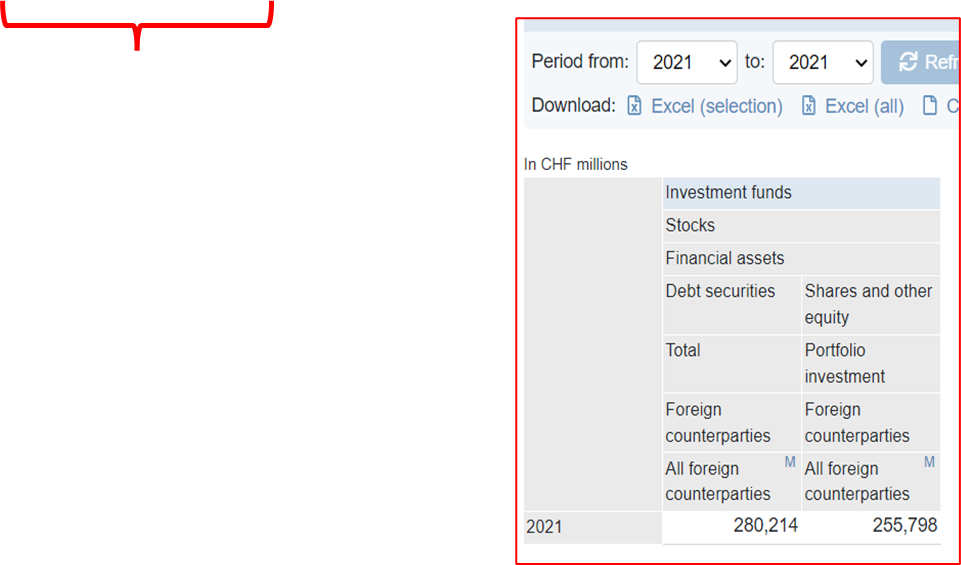 Period from: 2021 to: 2021
Download: Excel (selection) Excel (all)
In CHF millions
Investment funds
Stocks
Financial assets
Debt securities Shares and other
equity
Total Portfolio
investment
Foreign Foreign
counterparties counterparties
All foreign M All foreign M
counterparties counterparties
2021 280,214 255,798